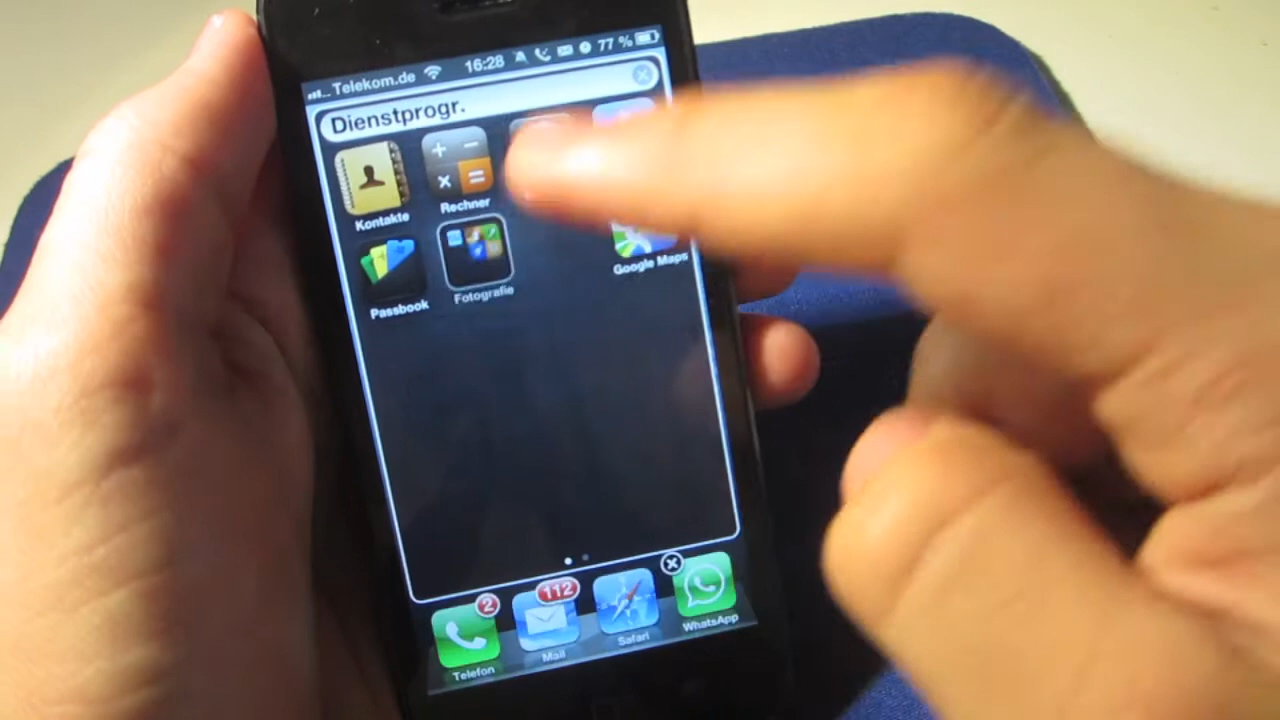 Telekom.de 16:28 77 %
Dienstprogr.
Kontakte Rechner
Passbook Fotografie Google Maps
2 112
Telefon Mail Safari WhatsApp